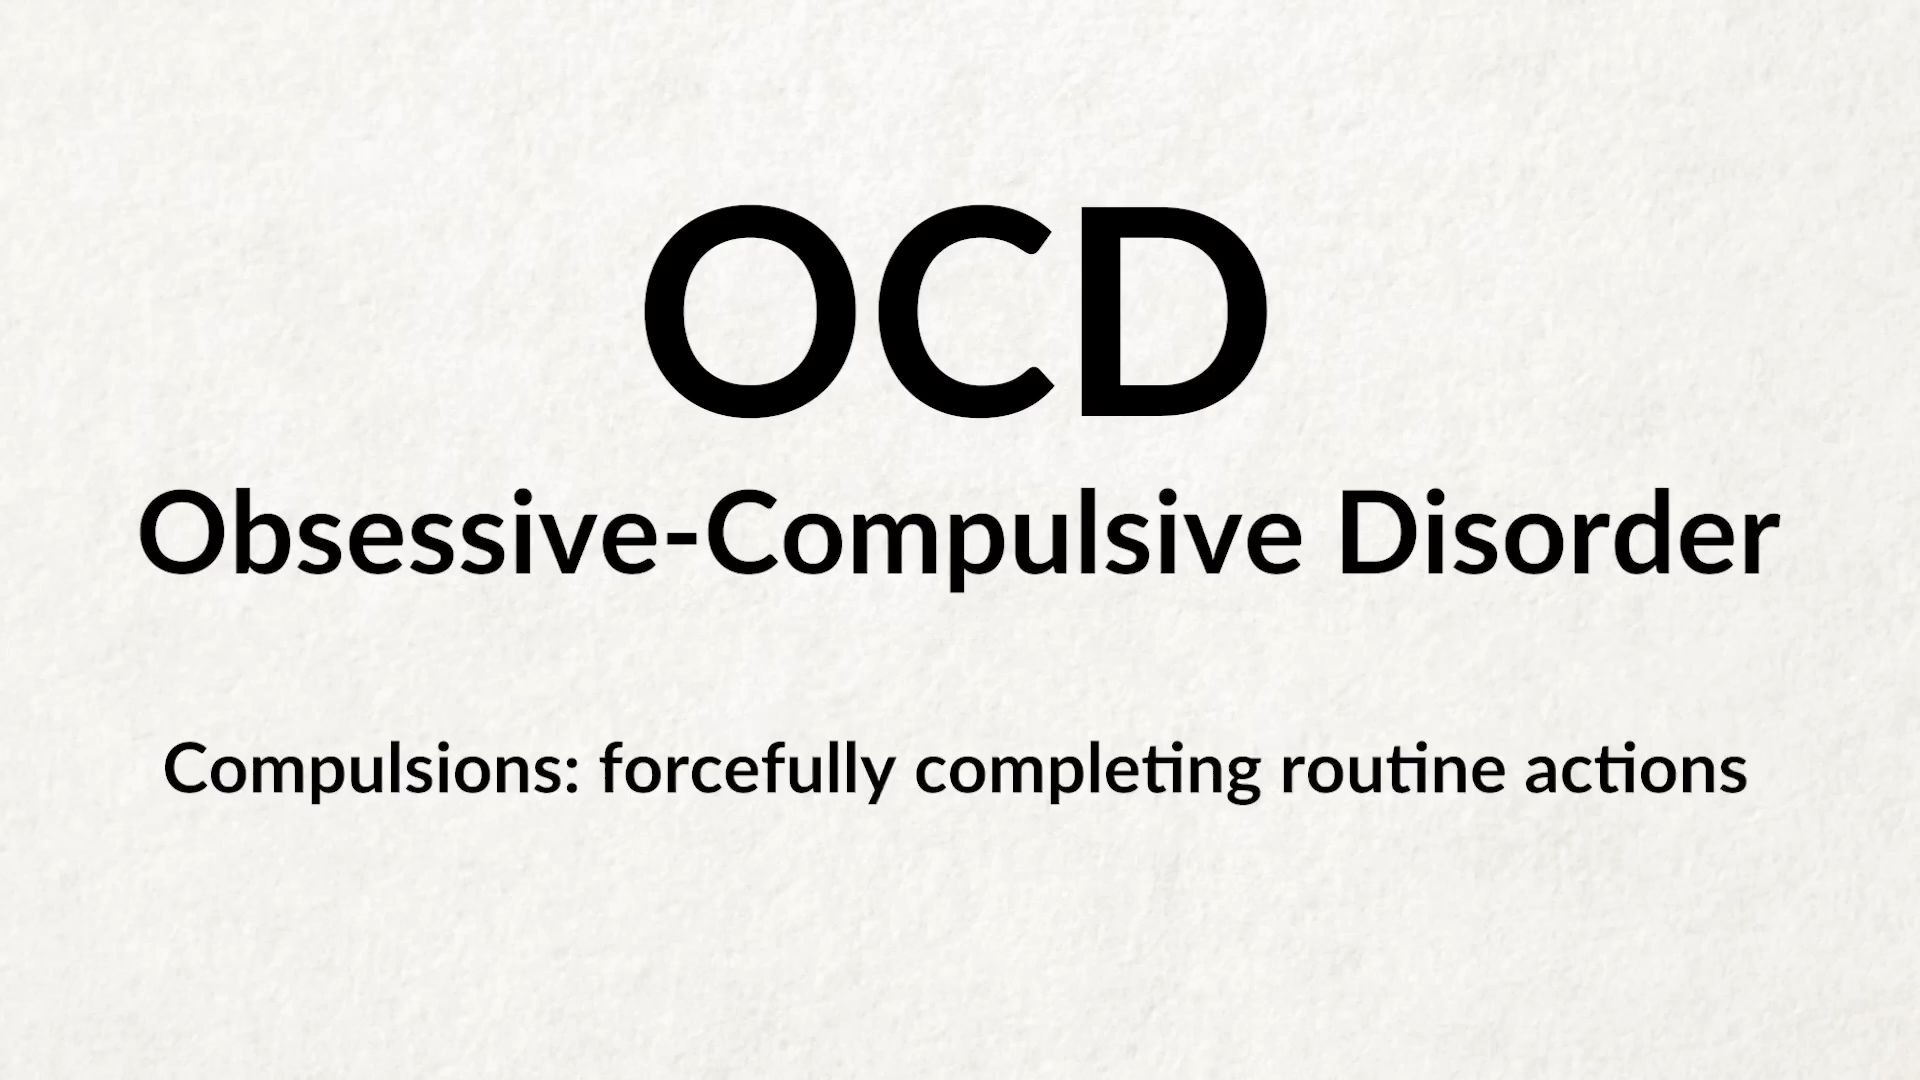 OCD
Obsessive-Compulsive Disorder
Compulsions: forcefully completing routine actions